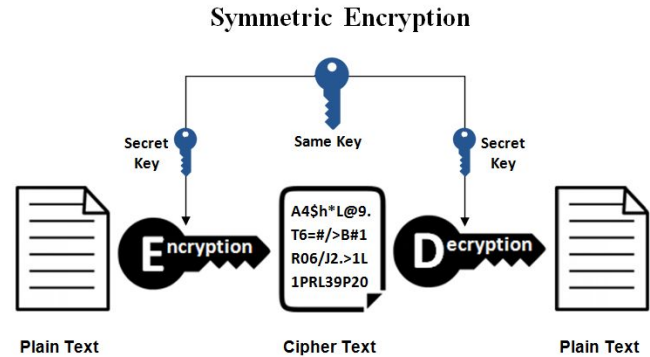 Symmetric Encryption
Secret
Key
Same Key
Secret
Key
Encryption
A4$h*L@9.
T6=#/>B#1
R06/J2.>1L
1PRL39P20
Decryption
Plain Text
Cipher Text
Plain Text